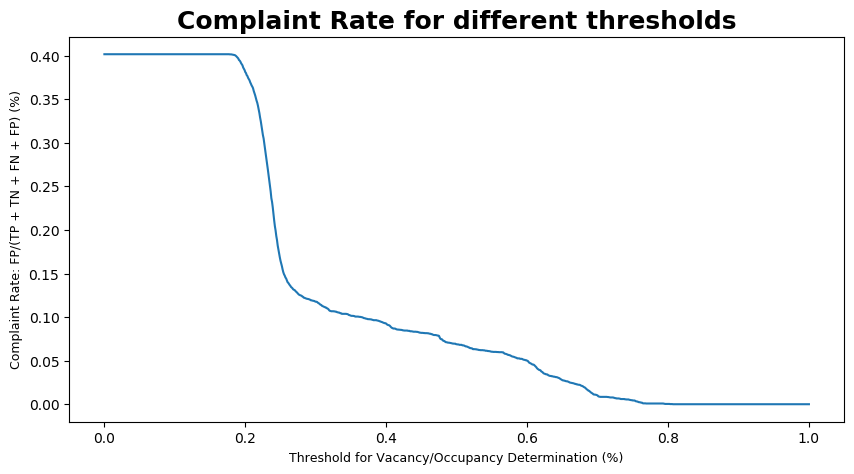 Complaint Rate for different thresholds
Complaint Rate: FP/(TP + TN + FN + FP) (%)
0.40
0.35
0.30
0.25
0.20
0.15
0.10
0.05
0.00
0.0 0.2 0.4 0.6 0.8 1.0
Threshold for Vacancy/Occupancy Determination (%)